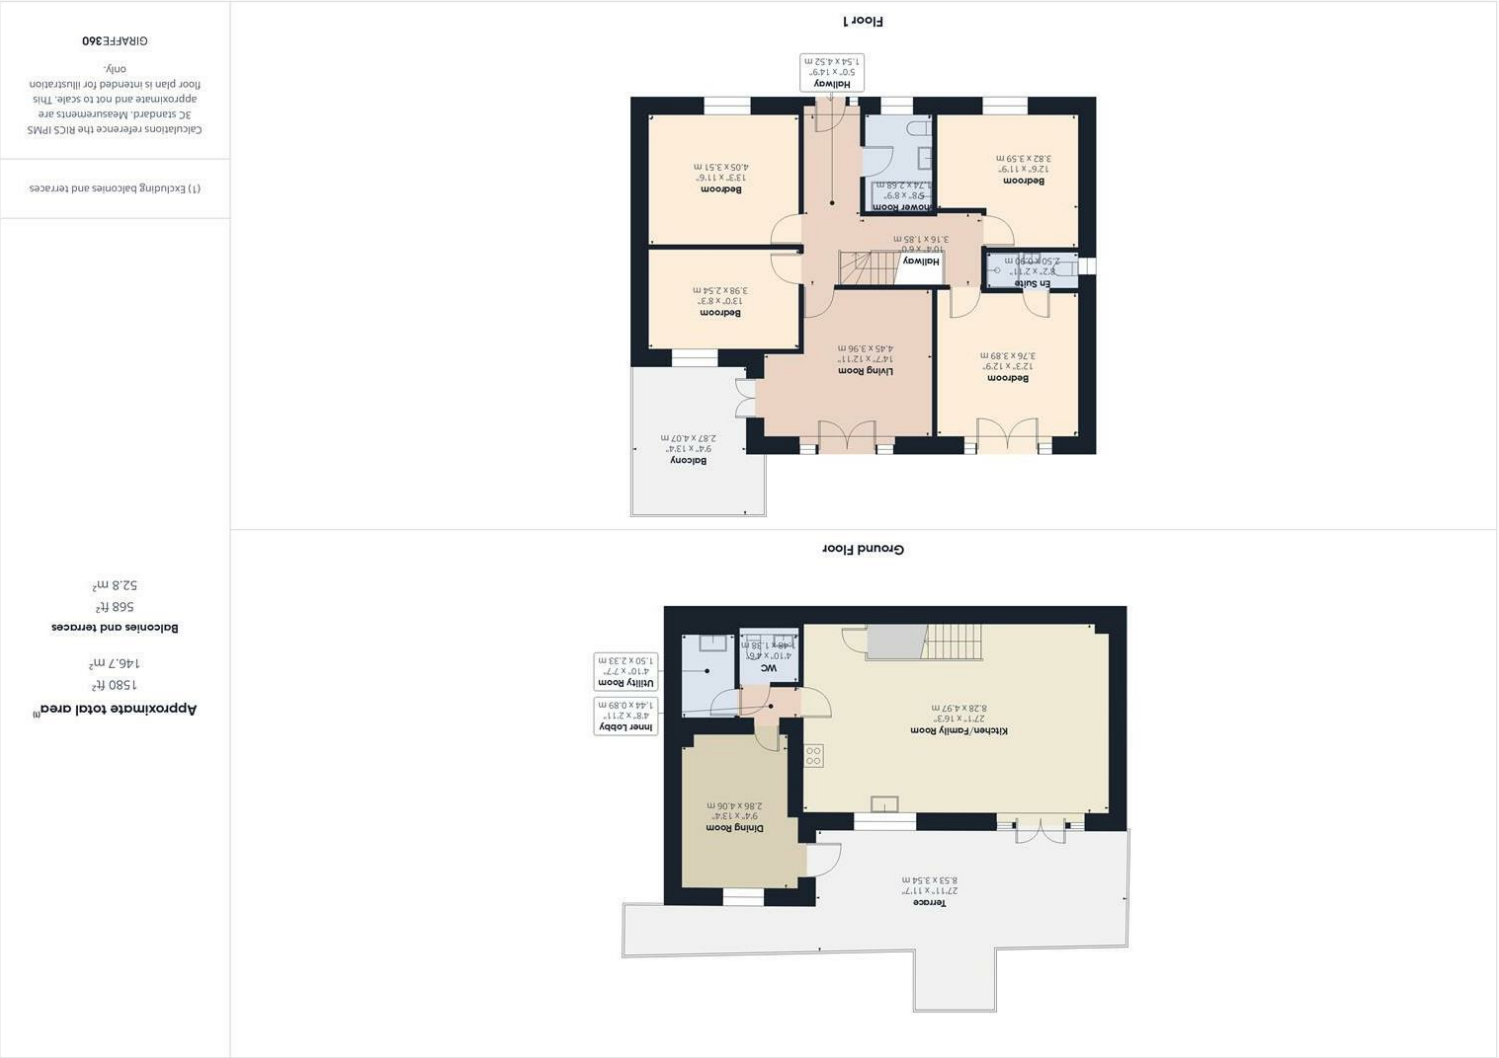 Terrace
27'11" x 11'7"
8.53 x 3.54 m
Dining Room
9'4" x 13'4"
2.86 x 4.06 m
Kitchen/Family Room
27'1" x 16'3"
8.28 x 4.97 m
Inner Lobby
4'8" x 2'11"
1.44 x 0.89 m
WC
4'10" x 4'6"
1.48 x 1.38 m
Utility Room
4'10" x 7'7"
1.50 x 2.33 m
Ground Floor
Balcony
9'4" x 13'4"
2.87 x 4.07 m
Bedroom
12'3" x 12'9"
3.76 x 3.89 m
Living Room
14'7" x 12'11"
4.45 x 3.96 m
Bedroom
13'0" x 8'3"
3.98 x 2.54 m
En Suite
8'2" x 2'11"
2.50 x 0.90 m
Hallway
10'4" x 6'0"
3.16 x 1.85 m
Shower Room
5'8" x 8'9"
1.74 x 2.68 m
Bedroom
12'6" x 11'9"
3.82 x 3.59 m
Bedroom
13'3" x 11'6"
4.05 x 3.51 m
Hallway
5'0" x 14'9"
1.54 x 4.52 m
Floor 1
Approximate total area(1)
1580 ft²
146.7 m²
Balconies and terraces
568 ft²
52.8 m²
(1) Excluding balconies and terraces
Calculations reference the RICS IPMS
3C standard. Measurements are
approximate and not to scale. This
floor plan is intended for illustration
only.
GIRAFFE360